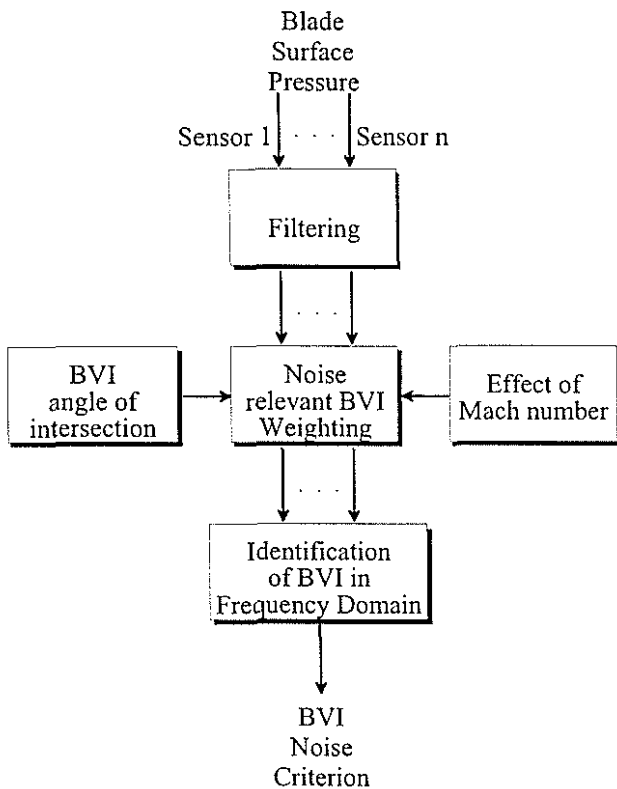 Blade
Surface
Pressure
Sensor 1 . . . Sensor n
Filtering
. . .
BVI
angle of
intersection
Noise
relevant BVI
Weighting
Effect of
Mach number
. . .
Identification
of BVI in
Frequency Domain
BVI
Noise
Criterion